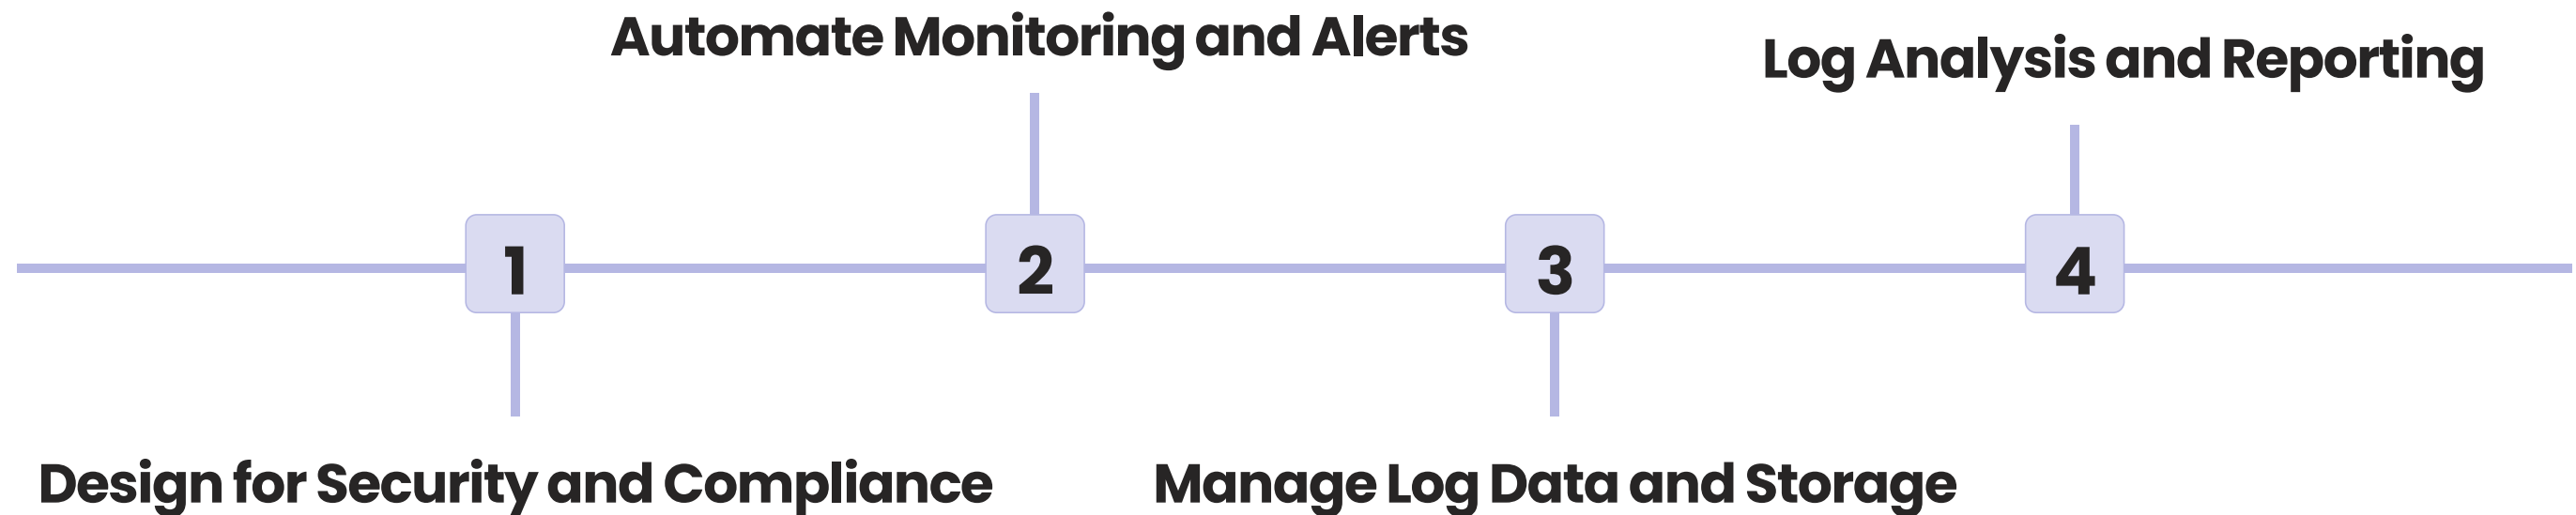 Automate Monitoring and Alerts
Log Analysis and Reporting
1
2
3
4
Design for Security and Compliance
Manage Log Data and Storage